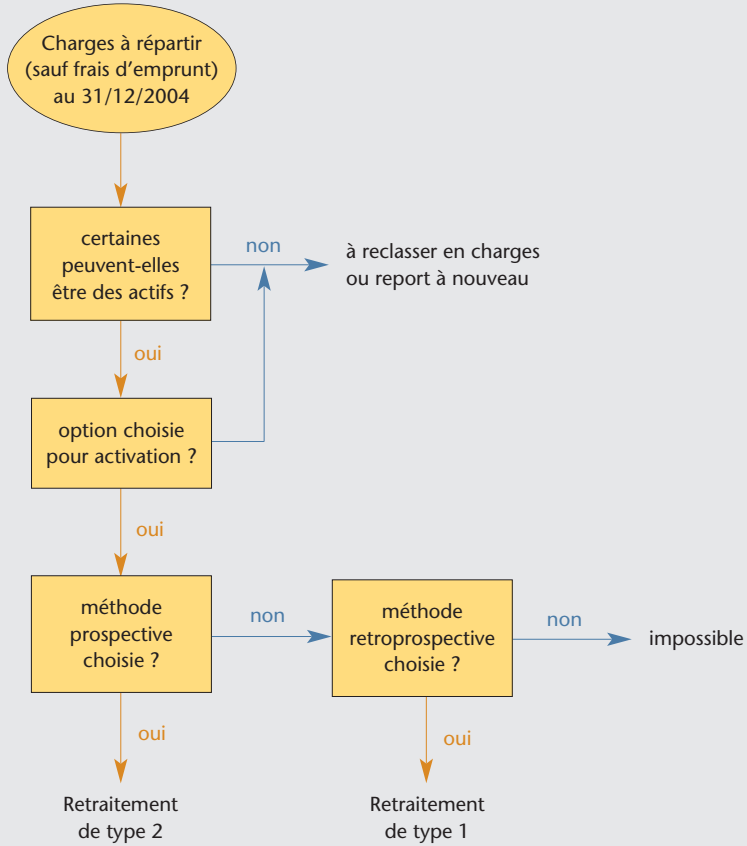 Charges à répartir
(sauf frais d'emprunt)
au 31/12/2004
certaines
peuvent-elles
être des actifs ?
non
à reclasser en charges
ou report à nouveau
oui
option choisie
pour activation ?
oui
méthode
prospective
choisie ?
non
méthode
retroprospective
choisie ?
non
impossible
oui
oui
Retraitement
de type 2
Retraitement
de type 1